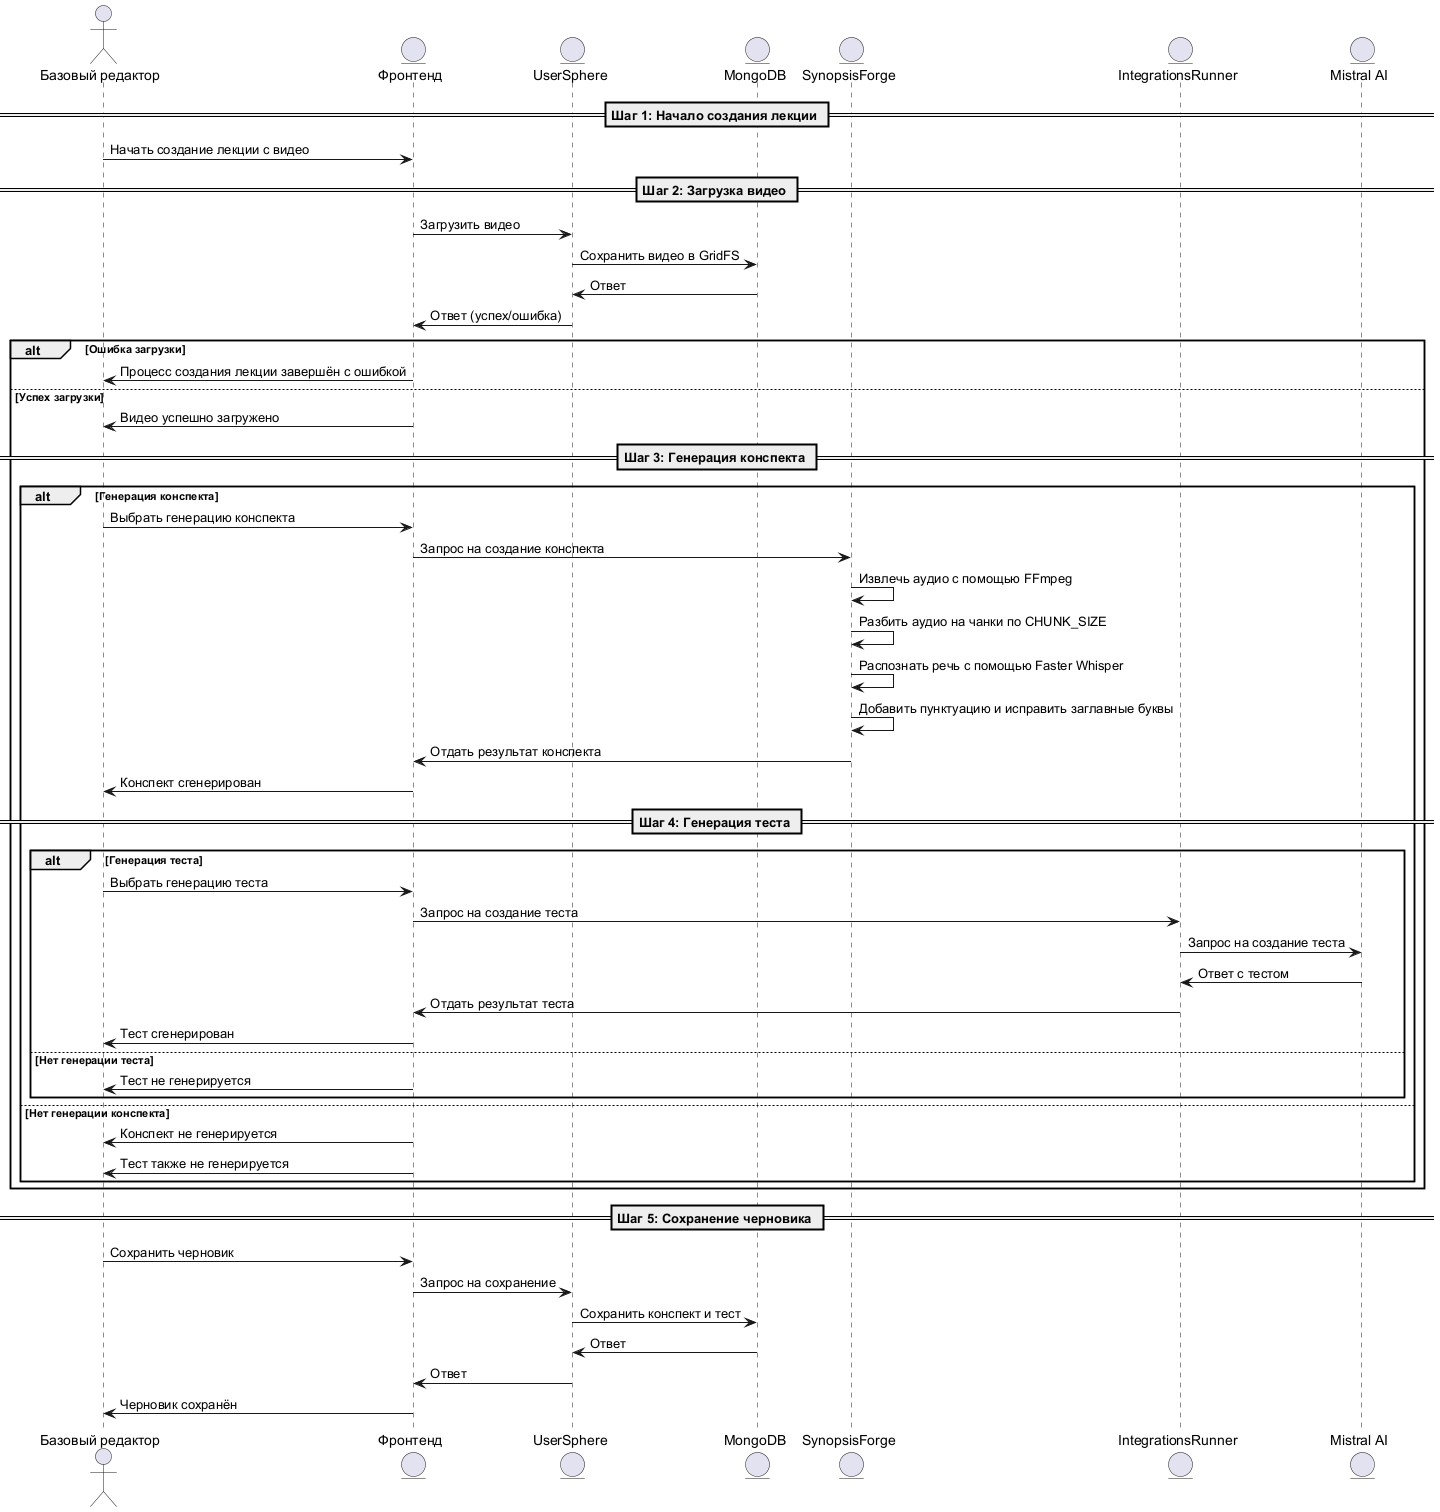 Базовый редактор
Фронтенд
UserSphere
MongoDB
SynopsisForge
IntegrationsRunner
Mistral AI
Шаг 1: Начало создания лекции
Начать создание лекции с видео
Шаг 2: Загрузка видео
Загрузить видео
Сохранить видео в GridFS
Ответ
Ответ (успех/ошибка)
alt
[Ошибка загрузки]
Процесс создания лекции завершён с ошибкой
[Успех загрузки]
Видео успешно загружено
Шаг 3: Генерация конспекта
alt
[Генерация конспекта]
Выбрать генерацию конспекта
Запрос на создание конспекта
Извлечь аудио с помощью FFmpeg
Разбить аудио на чанки по CHUNK_SIZE
Распознать речь с помощью Faster Whisper
Добавить пунктуацию и исправить заглавные буквы
Отдать результат конспекта
Конспект сгенерирован
Шаг 4: Генерация теста
alt
[Генерация теста]
Выбрать генерацию теста
Запрос на создание теста
Запрос на создание теста
Ответ с тестом
Отдать результат теста
Тест сгенерирован
[Нет генерации теста]
Тест не генерируется
[Нет генерации конспекта]
Конспект не генерируется
Тест также не генерируется
Шаг 5: Сохранение черновика
Сохранить черновик
Запрос на сохранение
Сохранить конспект и тест
Ответ
Ответ
Черновик сохранён
Базовый редактор
Фронтенд
UserSphere
MongoDB
SynopsisForge
IntegrationsRunner
Mistral AI